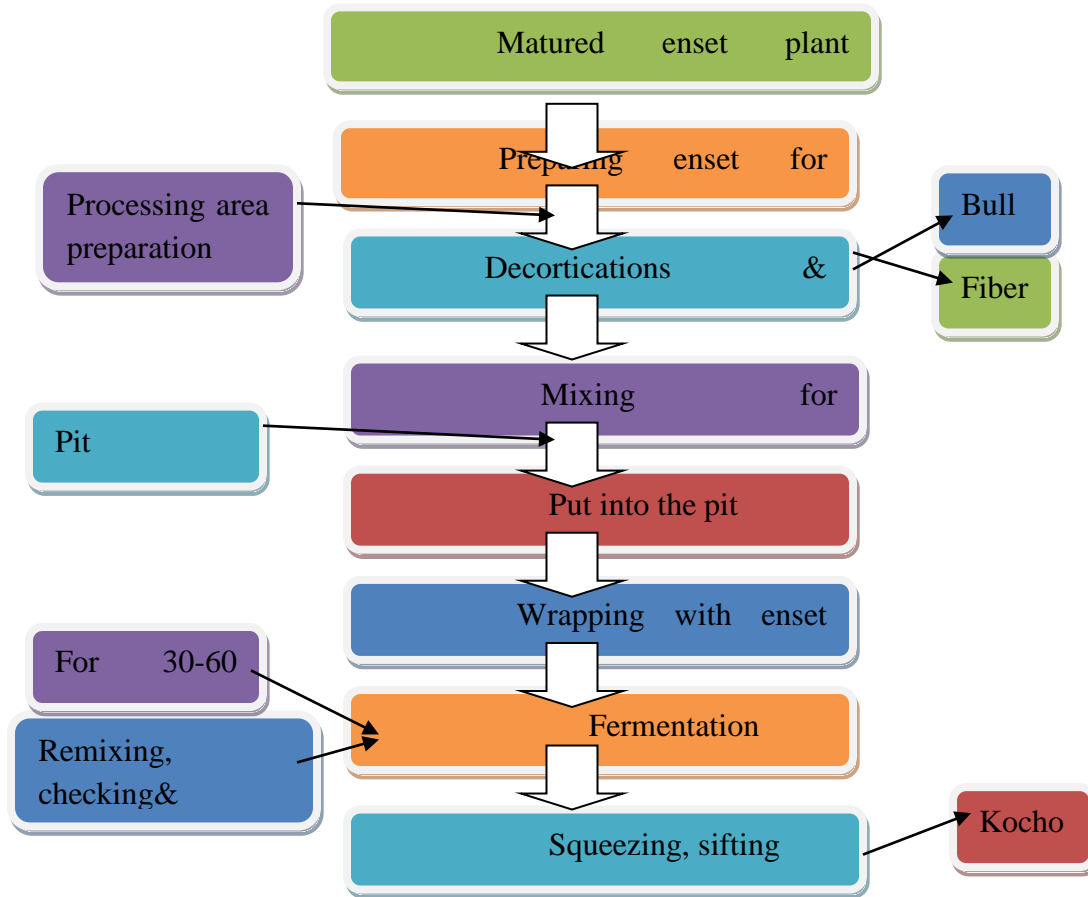 Matured enset plant
Preparing enset for
Processing area
preparation
Bull
Decortications &
Fiber
Mixing for
Pit
Put into the pit
Wrapping with enset
For 30-60
Fermentation
Remixing,
checking&
Squeezing, sifting
Kocho